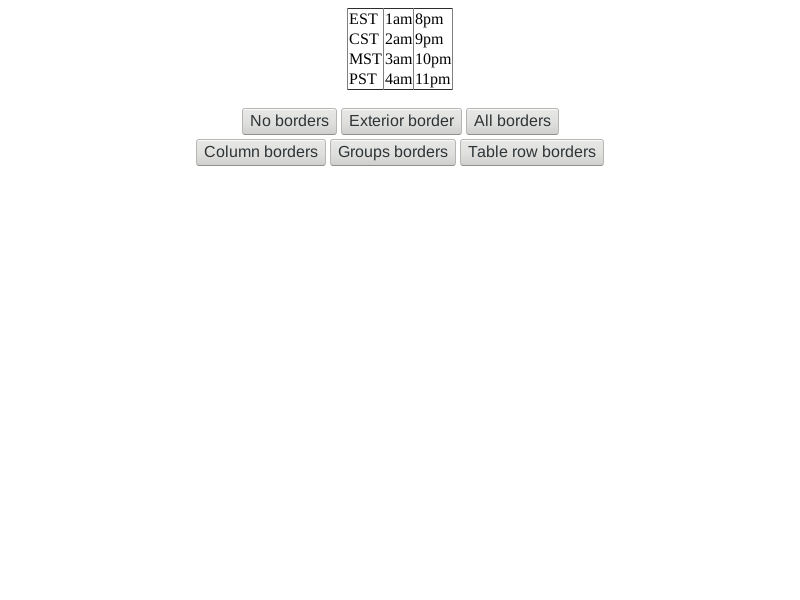 EST 1am 8pm
CST 2am 9pm
MST 3am 10pm
PST 4am 11pm
No borders Exterior border All borders
Column borders Groups borders Table row borders